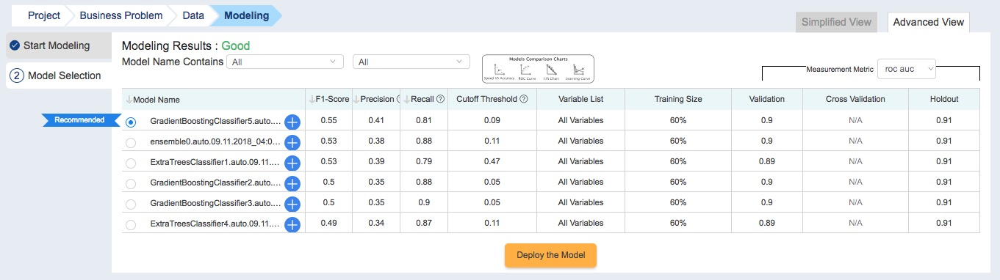 Project Business Problem Data Modeling
Simplified View Advanced View
Start Modeling
2 Model Selection
Modeling Results : Good
Model Name Contains All All
Models Comparison Charts
Speed VS Accuracy ROC Curve Lift Chart Learning Curve
Measurement Metric roc auc
Model Name F1-Score Precision Recall ? Cutoff Threshold ? Variable List Training Size Validation Cross Validation Holdout
Recommended GradientBoostingClassifier5.auto.... 0.55 0.41 0.81 0.09 All Variables 60% 0.9 N/A 0.91
ensemble0.auto.09.11.2018_04:0... 0.53 0.38 0.88 0.11 All Variables 60% 0.9 N/A 0.91
ExtraTreesClassifier1.auto.09.11.... 0.53 0.39 0.79 0.47 All Variables 60% 0.89 N/A 0.91
GradientBoostingClassifier2.auto.... 0.5 0.35 0.88 0.05 All Variables 60% 0.9 N/A 0.91
GradientBoostingClassifier3.auto.... 0.5 0.35 0.9 0.05 All Variables 60% 0.9 N/A 0.91
ExtraTreesClassifier4.auto.09.11.... 0.49 0.34 0.87 0.11 All Variables 60% 0.89 N/A 0.91
Deploy the Model